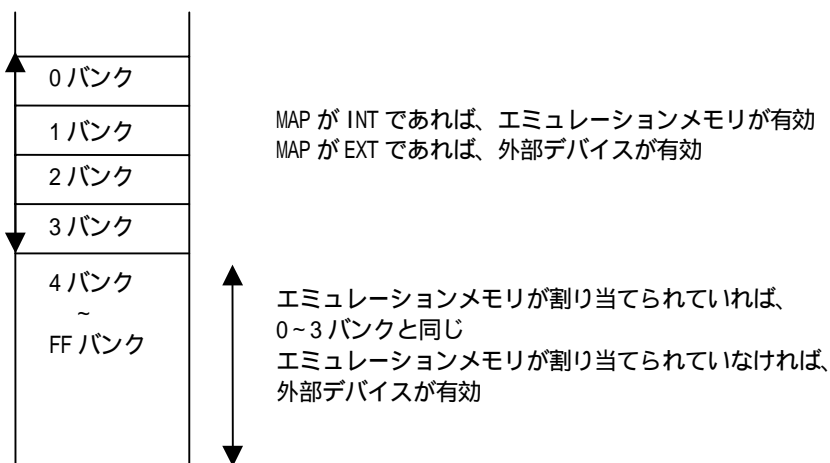 0 バンク
1 バンク
2 バンク
3 バンク
MAP が INT であれば、エミュレーションメモリが有効
MAP が EXT であれば、外部デバイスが有効
4 バンク
~
FF バンク
エミュレーションメモリが割り当てられていれば、
0~3 バンクと同じ
エミュレーションメモリが割り当てられていなければ、
外部デバイスが有効